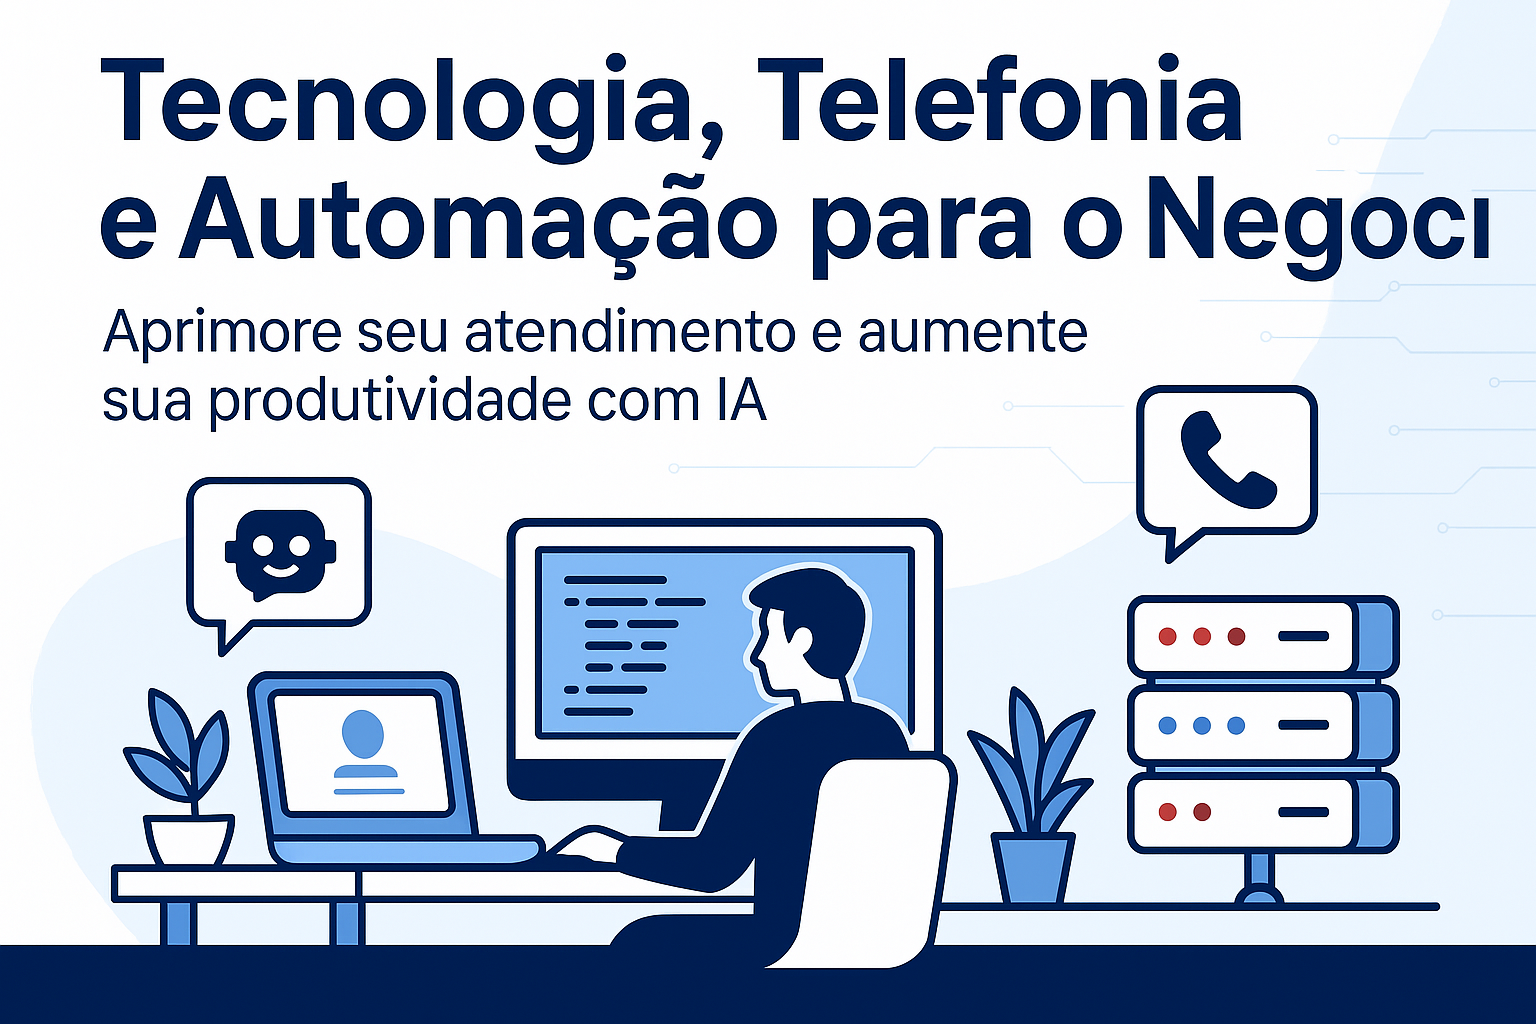 Tecnologia, Telefonia
e Automação para o Negocı
Aprimore seu atendimento e aumente
sua produtividade com IA